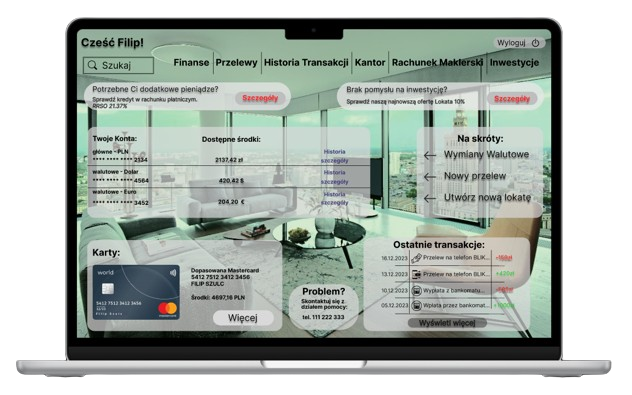 Cześć Filip!
Wyloguj
Szukaj
Finanse
Przelewy
Historia Transakcji
Kantor
Rachunek Maklerski
Inwestycje
Potrzebne Ci dodatkowe pieniądze?
Sprawdź kredyt w rachunku płatniczym.
RRSO 21.37%
Szczegóły
Brak pomysłu na inwestycję?
Sprawdź naszą najnowszą ofertę Lokata 10%
Szczegóły
Twoje Konta:
Dostępne środki:
główne - PLN
**** **** **** 2134
2137,42 zł
Historia
szczegóły
walutowe - Dolar
**** **** **** 4564
420,42 $
Historia
szczegóły
walutowe - Euro
**** **** **** 3452
204,20 €
Historia
szczegóły
Na skróty:
← Wymiany Walutowe
← Nowy przelew
← Utwórz nową lokatę
Karty:
world
5412 7512 3412 3456
Filip Szulc
Dopasowana Mastercard
5412 7512 3412 3456
FILIP SZULC
Środki: 4697,16 PLN
Więcej
Problem?
Skontaktuj się z
działem pomocy:
tel. 111 222 333
Ostatnie transakcje:
16.12.2023 Przelew na telefon BLIK...
13.12.2023 Przelew na telefon BLIK...
10.12.2023 Wypłata z bankomatu...
05.12.2023 Wpłata przez bankomat...
Wyświetl więcej